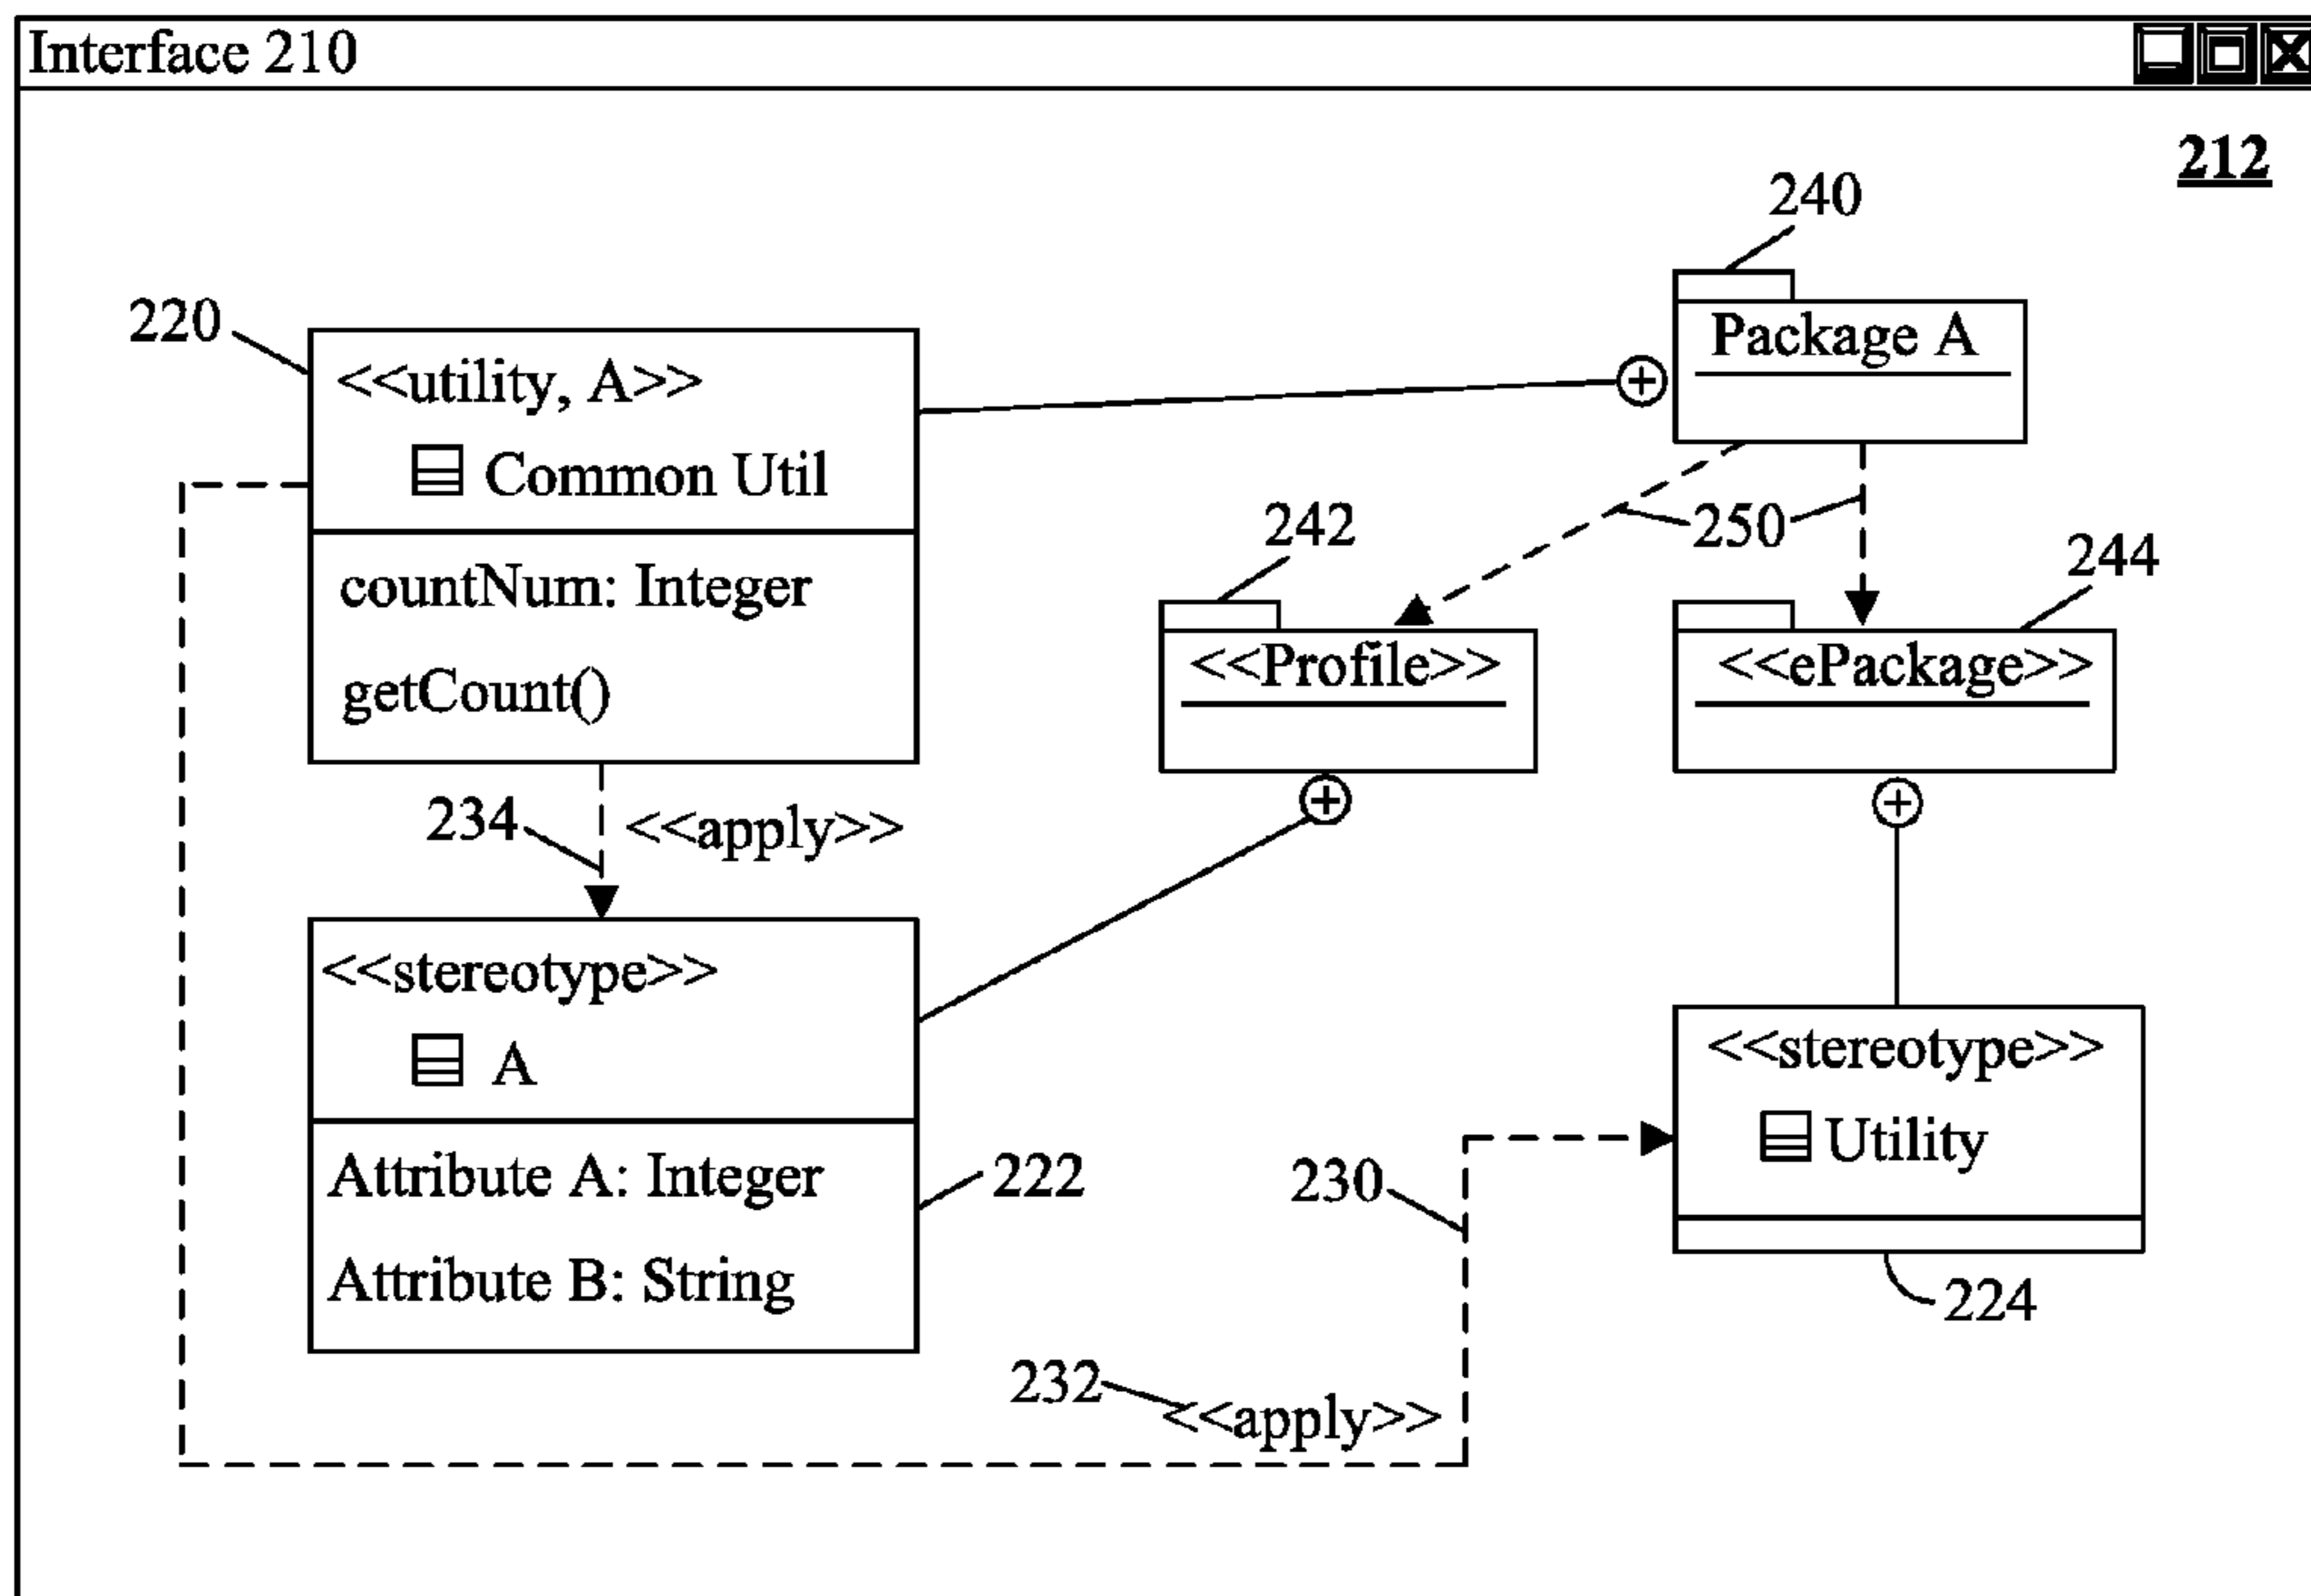 Interface 210
212
240
220
Package A
<<utility, A>>
Common Util
242
250
244
countNum: Integer
getCount()
<<Profile>>
<<ePackage>>
234
<<apply>>
<<stereotype>>
A
<<stereotype>>
Utility
Attribute A: Integer
222
230
Attribute B: String
224
232
<<apply>>